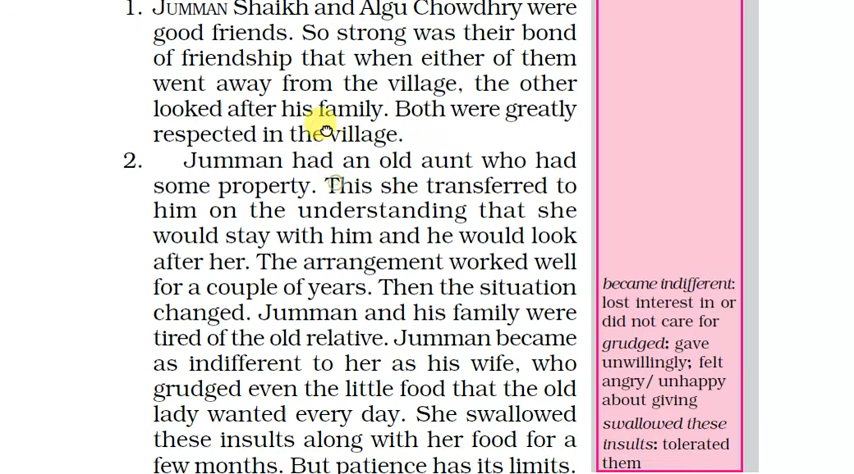 1. JUMMAN Shaikh and Algu Chowdhry were
good friends. So strong was their bond
of friendship that when either of them
went away from the village, the other
looked after his family. Both were greatly
respected in the village.
2. Jumman had an old aunt who had
some property. This she transferred to
him on the understanding that she
would stay with him and he would look
after her. The arrangement worked well
for a couple of years. Then the situation
changed. Jumman and his family were
tired of the old relative. Jumman became
as indifferent to her as his wife, who
grudged even the little food that the old
lady wanted every day. She swallowed
these insults along with her food for a
few months. But patience has its limits.
became indifferent:
lost interest in or
did not care for
grudged: gave
unwillingly; felt
angry/ unhappy
about giving
swallowed these
insults: tolerated
them